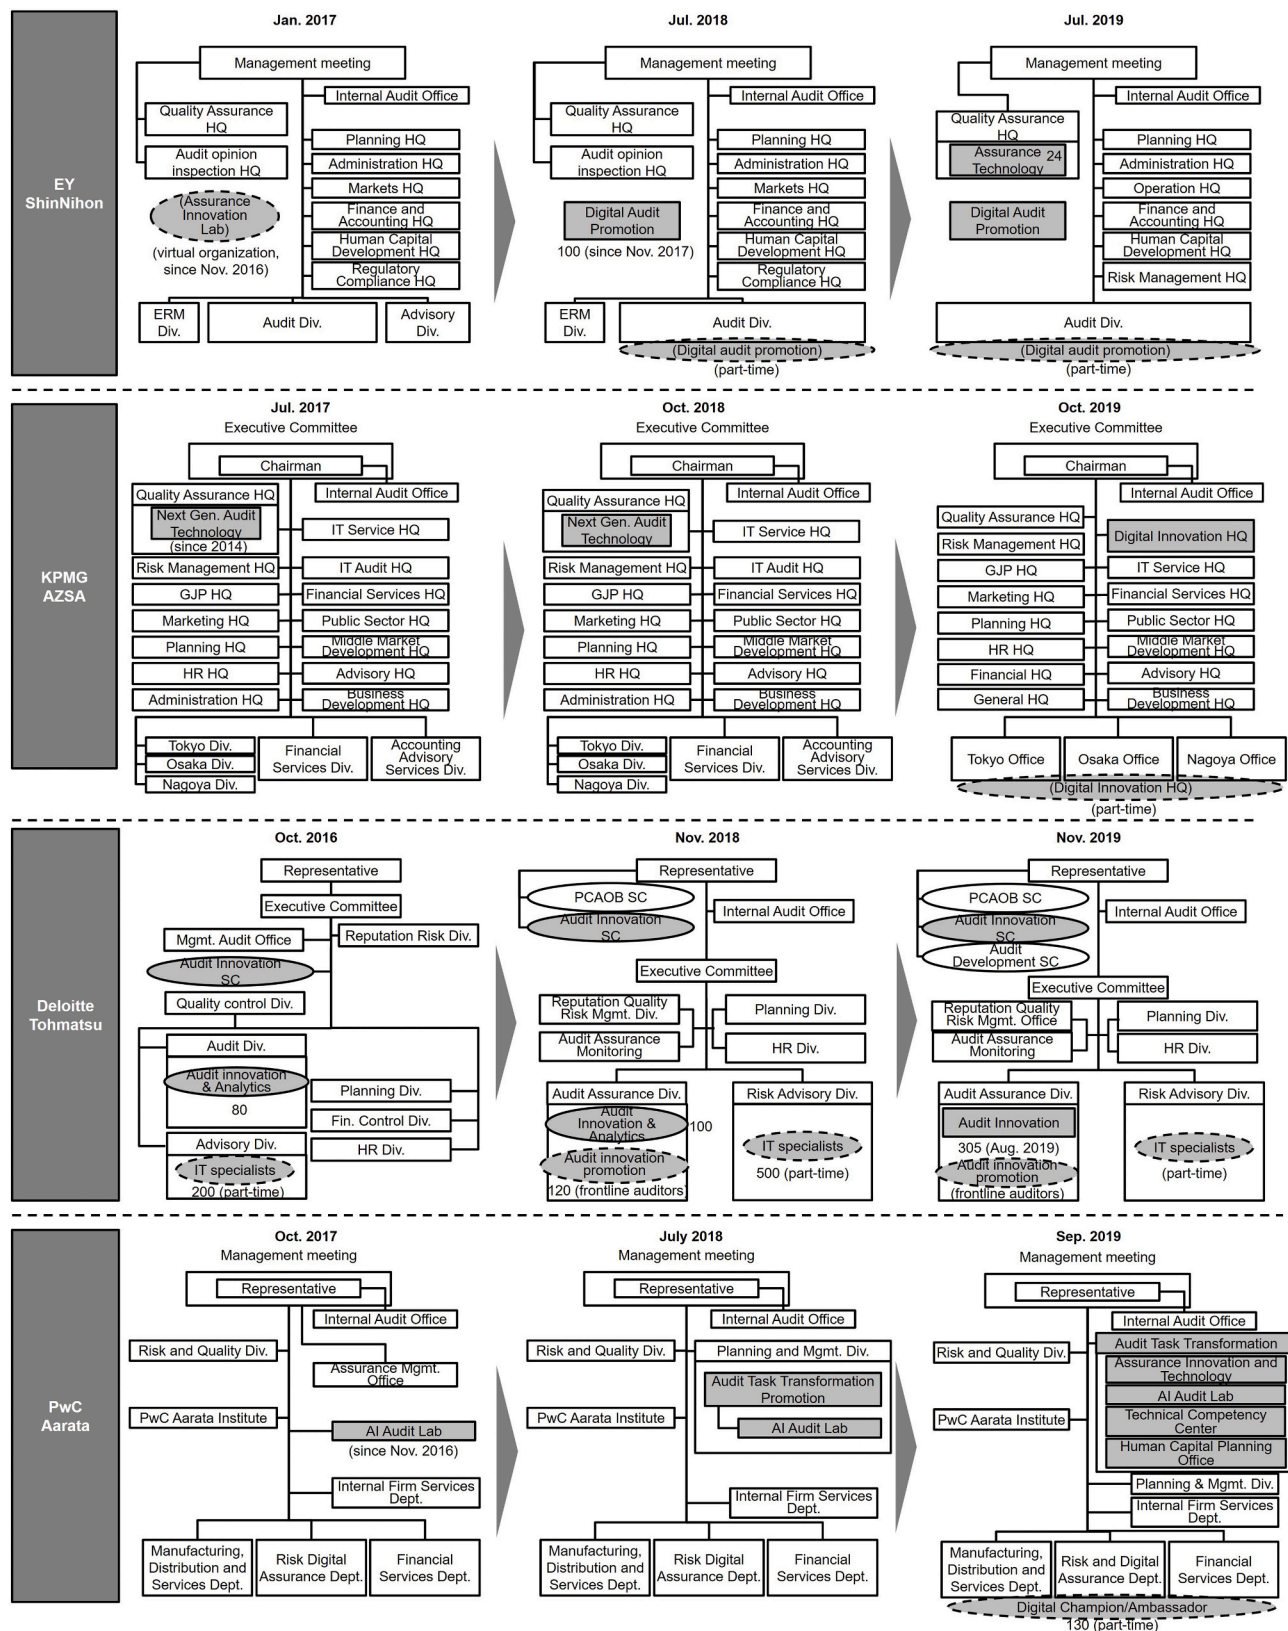 EY
ShinNihon
Jan. 2017
Management meeting
Internal Audit Office
Quality Assurance
HQ
Audit opinion
inspection HQ
(Assurance
Innovation
Lab)
(virtual organization,
since Nov. 2016)
Planning HQ
Administration HQ
Markets HQ
Finance and
Accounting HQ
Human Capital
Development HQ
Regulatory
Compliance HQ
ERM
Div.
Audit Div.
Advisory
Div.
Jul. 2018
Management meeting
Internal Audit Office
Quality Assurance
HQ
Audit opinion
inspection HQ
Digital Audit
Promotion
100 (since Nov. 2017)
Planning HQ
Administration HQ
Markets HQ
Finance and
Accounting HQ
Human Capital
Development HQ
Regulatory
Compliance HQ
ERM
Div.
Audit Div.
(Digital audit promotion)
(part-time)
Jul. 2019
Management meeting
Internal Audit Office
Quality Assurance
HQ
Assurance 24
Technology
Digital Audit
Promotion
Planning HQ
Administration HQ
Operation HQ
Finance and
Accounting HQ
Human Capital
Development HQ
Risk Management HQ
Audit Div.
(Digital audit promotion)
(part-time)
KPMG
AZSA
Jul. 2017
Executive Committee
Chairman
Quality Assurance HQ
Internal Audit Office
Next Gen. Audit
Technology
(since 2014)
IT Service HQ
Risk Management HQ
IT Audit HQ
GJP HQ
Financial Services HQ
Marketing HQ
Public Sector HQ
Planning HQ
Middle Market
Development HQ
HR HQ
Advisory HQ
Administration HQ
Business
Development HQ
Tokyo Div.
Osaka Div.
Nagoya Div.
Financial
Services Div.
Accounting
Advisory
Services Div.
Oct. 2018
Executive Committee
Chairman
Quality Assurance HQ
Internal Audit Office
Next Gen. Audit
Technology
IT Service HQ
Risk Management HQ
IT Audit HQ
GJP HQ
Financial Services HQ
Marketing HQ
Public Sector HQ
Planning HQ
Middle Market
Development HQ
HR HQ
Advisory HQ
Administration HQ
Business
Development HQ
Tokyo Div.
Osaka Div.
Nagoya Div.
Financial
Services Div.
Accounting
Advisory
Services Div.
Oct. 2019
Executive Committee
Chairman
Internal Audit Office
Quality Assurance HQ
Digital Innovation HQ
Risk Management HQ
IT Service HQ
GJP HQ
Financial Services HQ
Marketing HQ
Public Sector HQ
Planning HQ
Middle Market
Development HQ
HR HQ
Advisory HQ
Financial HQ
Business
Development HQ
General HQ
Tokyo Office
Osaka Office
Nagoya Office
(Digital Innovation HQ)
(part-time)
Deloitte
Tohmatsu
Oct. 2016
Representative
Executive Committee
Mgmt. Audit Office
Reputation Risk Div.
Audit Innovation
SC
Quality control Div.
Audit Div.
Audit innovation
& Analytics
80
Planning Div.
Fin. Control Div.
HR Div.
Advisory Div.
IT specialists
200 (part-time)
Nov. 2018
Representative
PCAOB SC
Audit Innovation
SC
Internal Audit Office
Executive Committee
Reputation Quality
Risk Mgmt. Div.
Audit Assurance
Monitoring
Planning Div.
HR Div.
Audit Assurance Div.
Audit
Innovation &
Analytics
100
Audit innovation
promotion
120 (frontline auditors)
Risk Advisory Div.
IT specialists
500 (part-time)
Nov. 2019
Representative
PCAOB SC
Audit Innovation
SC
Audit
Development SC
Internal Audit Office
Executive Committee
Reputation Quality
Risk Mgmt. Office
Audit Assurance
Monitoring
Planning Div.
HR Div.
Audit Assurance Div.
Audit Innovation
305 (Aug. 2019)
Audit innovation
promotion
(frontline auditors)
Risk Advisory Div.
IT specialists
(part-time)
PwC
Aarata
Oct. 2017
Management meeting
Representative
Internal Audit Office
Risk and Quality Div.
Assurance Mgmt.
Office
PwC Aarata Institute
AI Audit Lab
(since Nov. 2016)
Internal Firm Services
Dept.
Manufacturing,
Distribution and
Services Dept.
Risk Digital
Assurance Dept.
Financial
Services Dept.
July 2018
Management meeting
Representative
Internal Audit Office
Risk and Quality Div.
Planning and Mgmt. Div.
Audit Task Transformation
Promotion
AI Audit Lab
PwC Aarata Institute
Internal Firm Services
Dept.
Manufacturing,
Distribution and
Services Dept.
Risk Digital
Assurance Dept.
Financial
Services Dept.
Sep. 2019
Management meeting
Representative
Internal Audit Office
Risk and Quality Div.
Audit Task Transformation
Assurance Innovation and
Technology
AI Audit Lab
PwC Aarata Institute
Technical Competency
Center
Human Capital Planning
Office
Planning & Mgmt. Div.
Internal Firm Services
Dept.
Manufacturing,
Distribution and
Services Dept.
Risk and Digital
Assurance Dept.
Financial
Services Dept.
Digital Champion/Ambassador
130 (part-time)